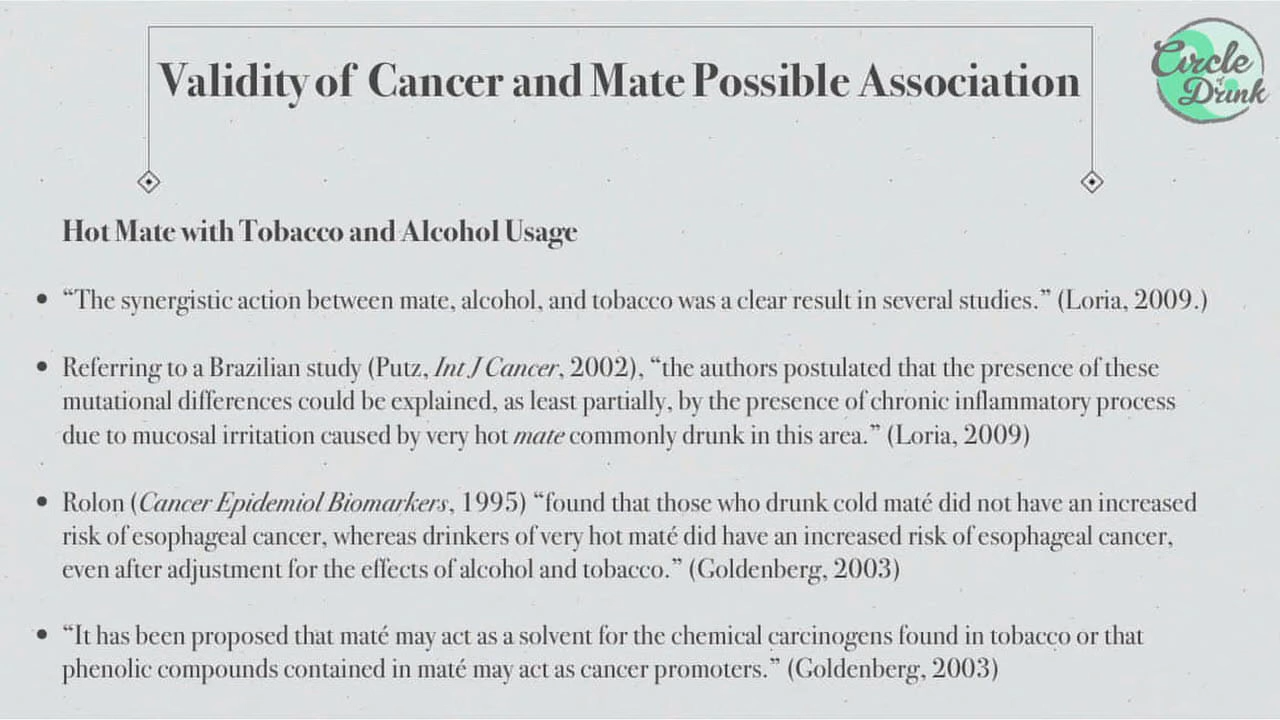 Validity of Cancer and Mate Possible Association
Circle
of
Drink
Hot Mate with Tobacco and Alcohol Usage
• “The synergistic action between mate, alcohol, and tobacco was a clear result in several studies.” (Loria, 2009.)
• Referring to a Brazilian study (Putz, Int J Cancer, 2002), “the authors postulated that the presence of these
mutational differences could be explained, as least partially, by the presence of chronic inflammatory process
due to mucosal irritation caused by very hot mate commonly drunk in this area.” (Loria, 2009)
• Rolon (Cancer Epidemiol Biomarkers, 1995) “found that those who drunk cold maté did not have an increased
risk of esophageal cancer, whereas drinkers of very hot maté did have an increased risk of esophageal cancer,
even after adjustment for the effects of alcohol and tobacco.” (Goldenberg, 2003)
• “It has been proposed that maté may act as a solvent for the chemical carcinogens found in tobacco or that
phenolic compounds contained in maté may act as cancer promoters.” (Goldenberg, 2003)